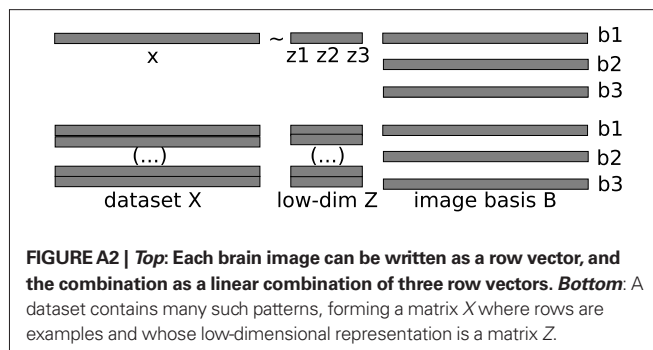 x ~ z1 z2 z3 b1
b2
b3
b1
(...) (...) b2
b3
dataset X low-dim Z image basis B
FIGURE A2 | Top: Each brain image can be written as a row vector, and
the combination as a linear combination of three row vectors. Bottom: A
dataset contains many such patterns, forming a matrix X where rows are
examples and whose low-dimensional representation is a matrix Z.